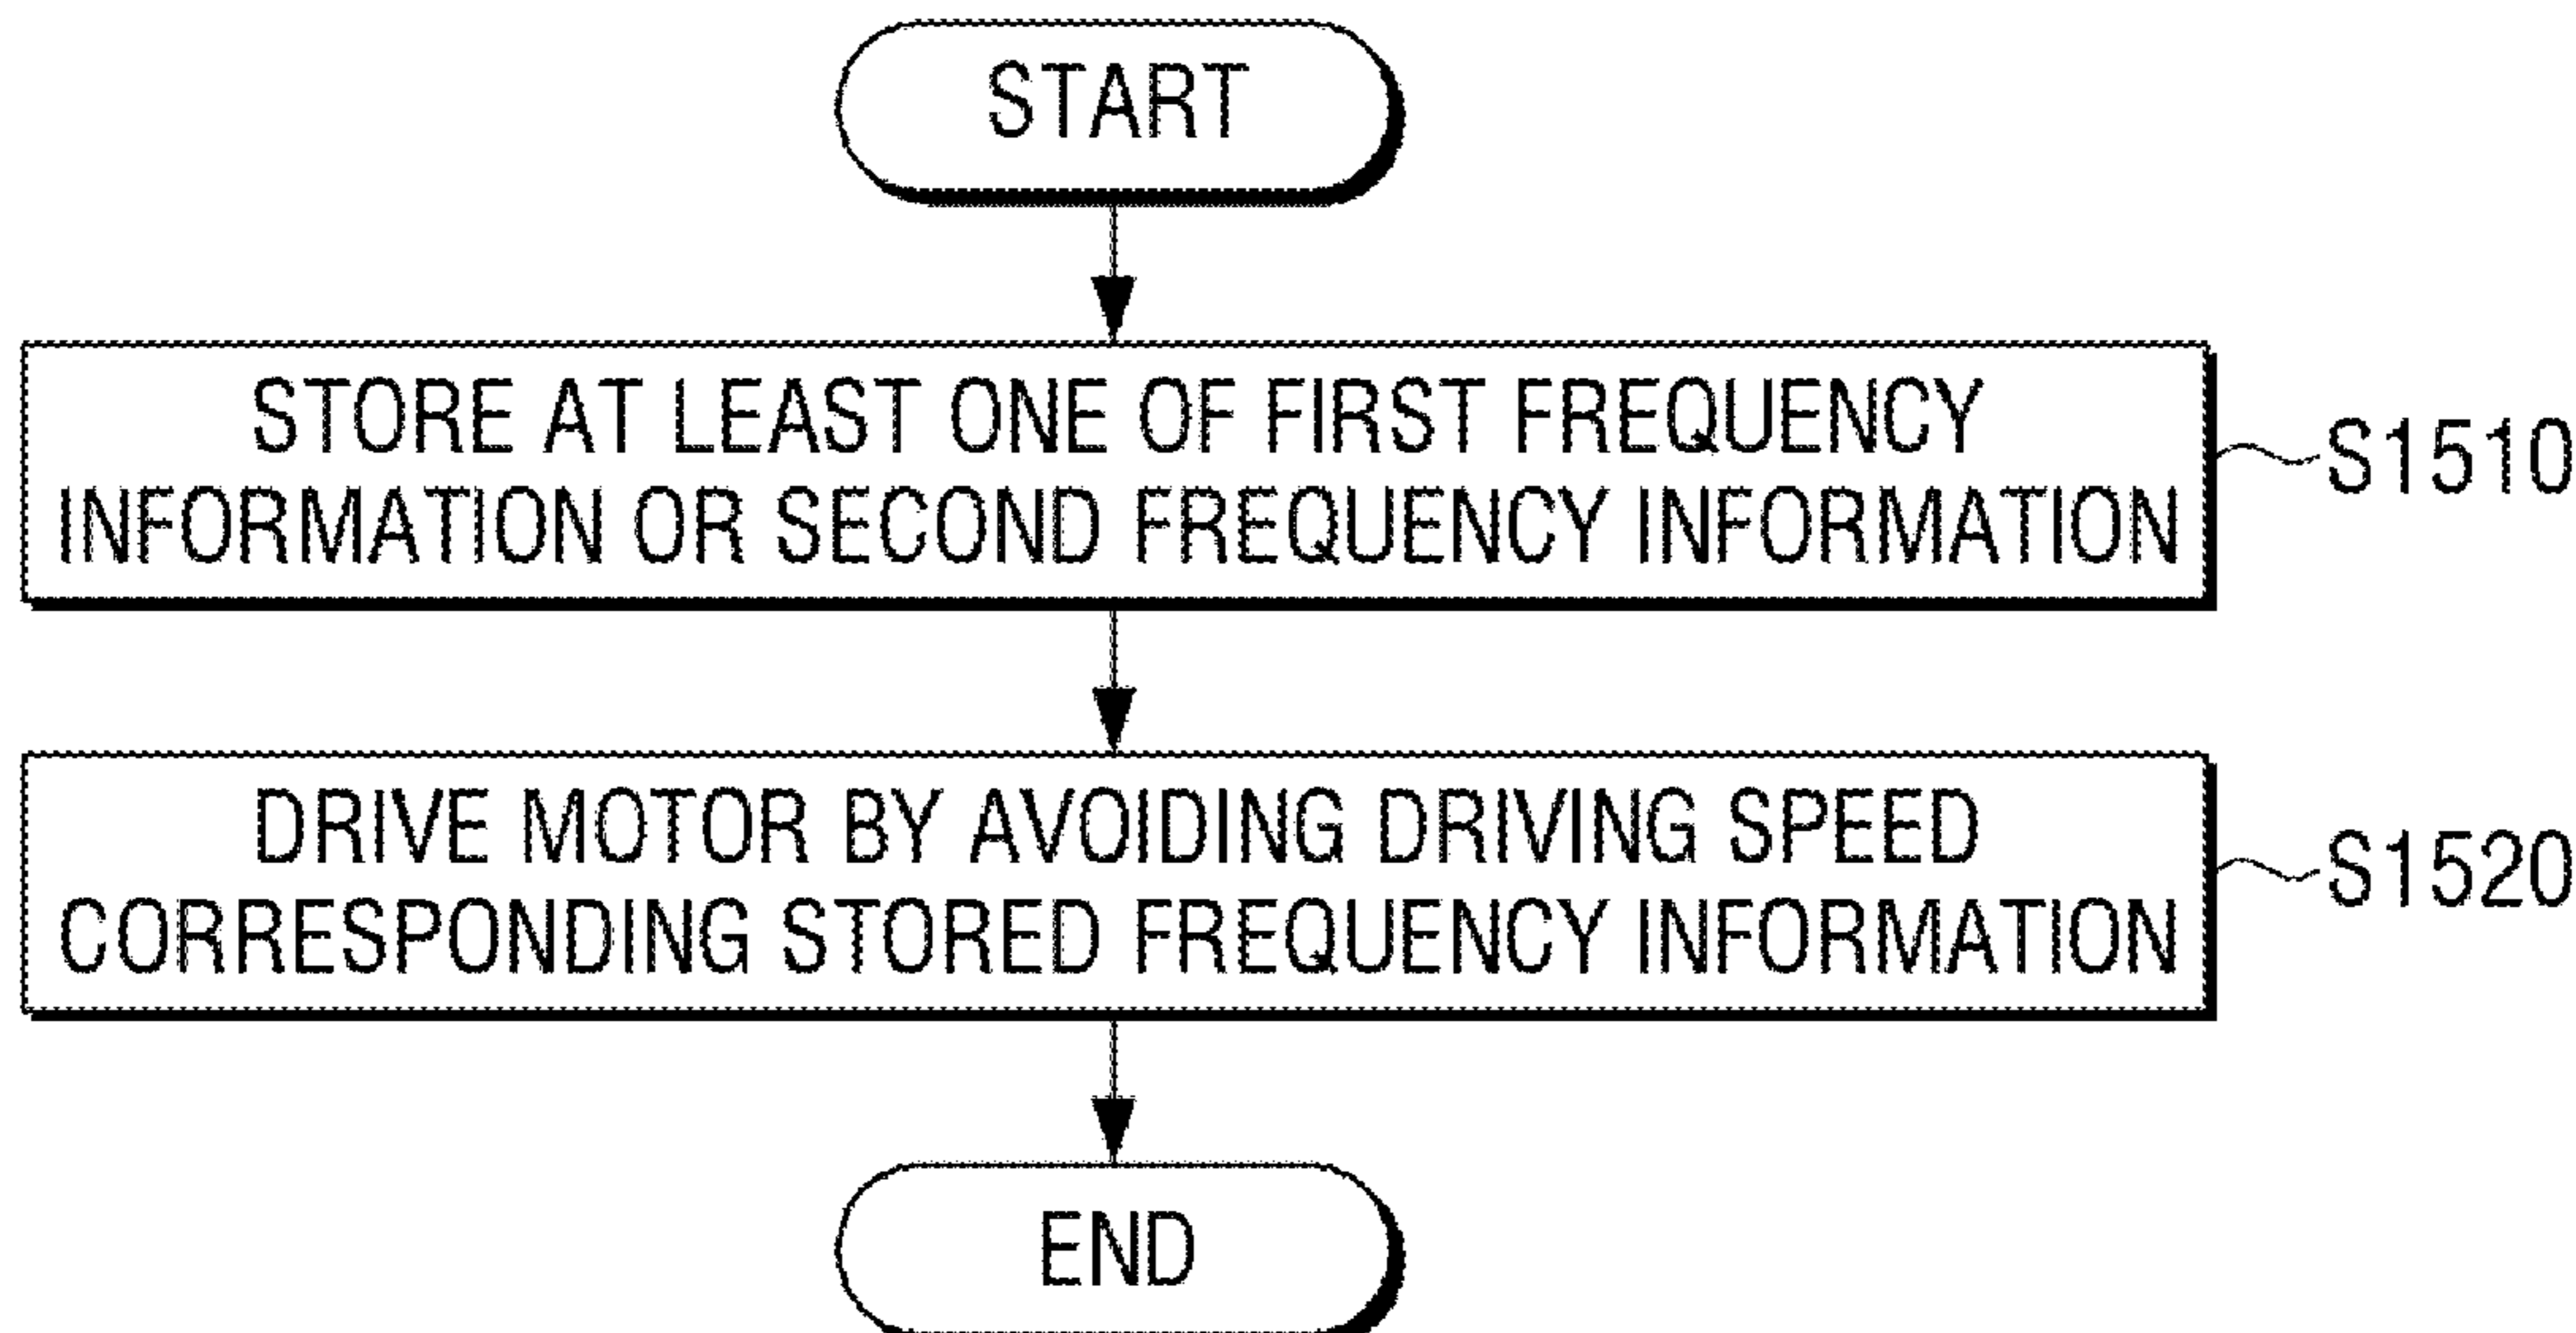 START
STORE AT LEAST ONE OF FIRST FREQUENCY
INFORMATION OR SECOND FREQUENCY INFORMATION
S1510
DRIVE MOTOR BY AVOIDING DRIVING SPEED
CORRESPONDING STORED FREQUENCY INFORMATION
S1520
END